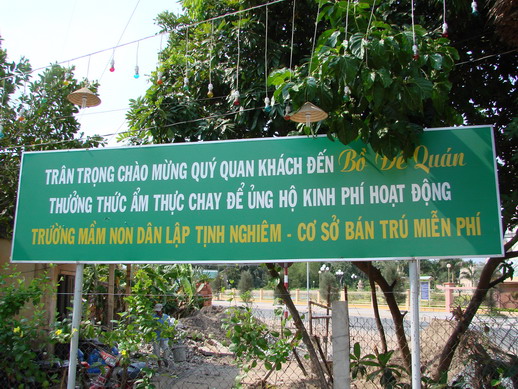 TRÂN TRỌNG CHÀO MỪNG QUÝ QUAN KHÁCH ĐẾN Bồ Đề Quán
THƯỞNG THỨC ẨM THỰC CHAY ĐỂ ỦNG HỘ KINH PHÍ HOẠT ĐỘNG
TRƯỜNG MẦM NON DÂN LẬP TỊNH NGHIÊM - CƠ SỞ BÁN TRÚ MIỄN PHÍ